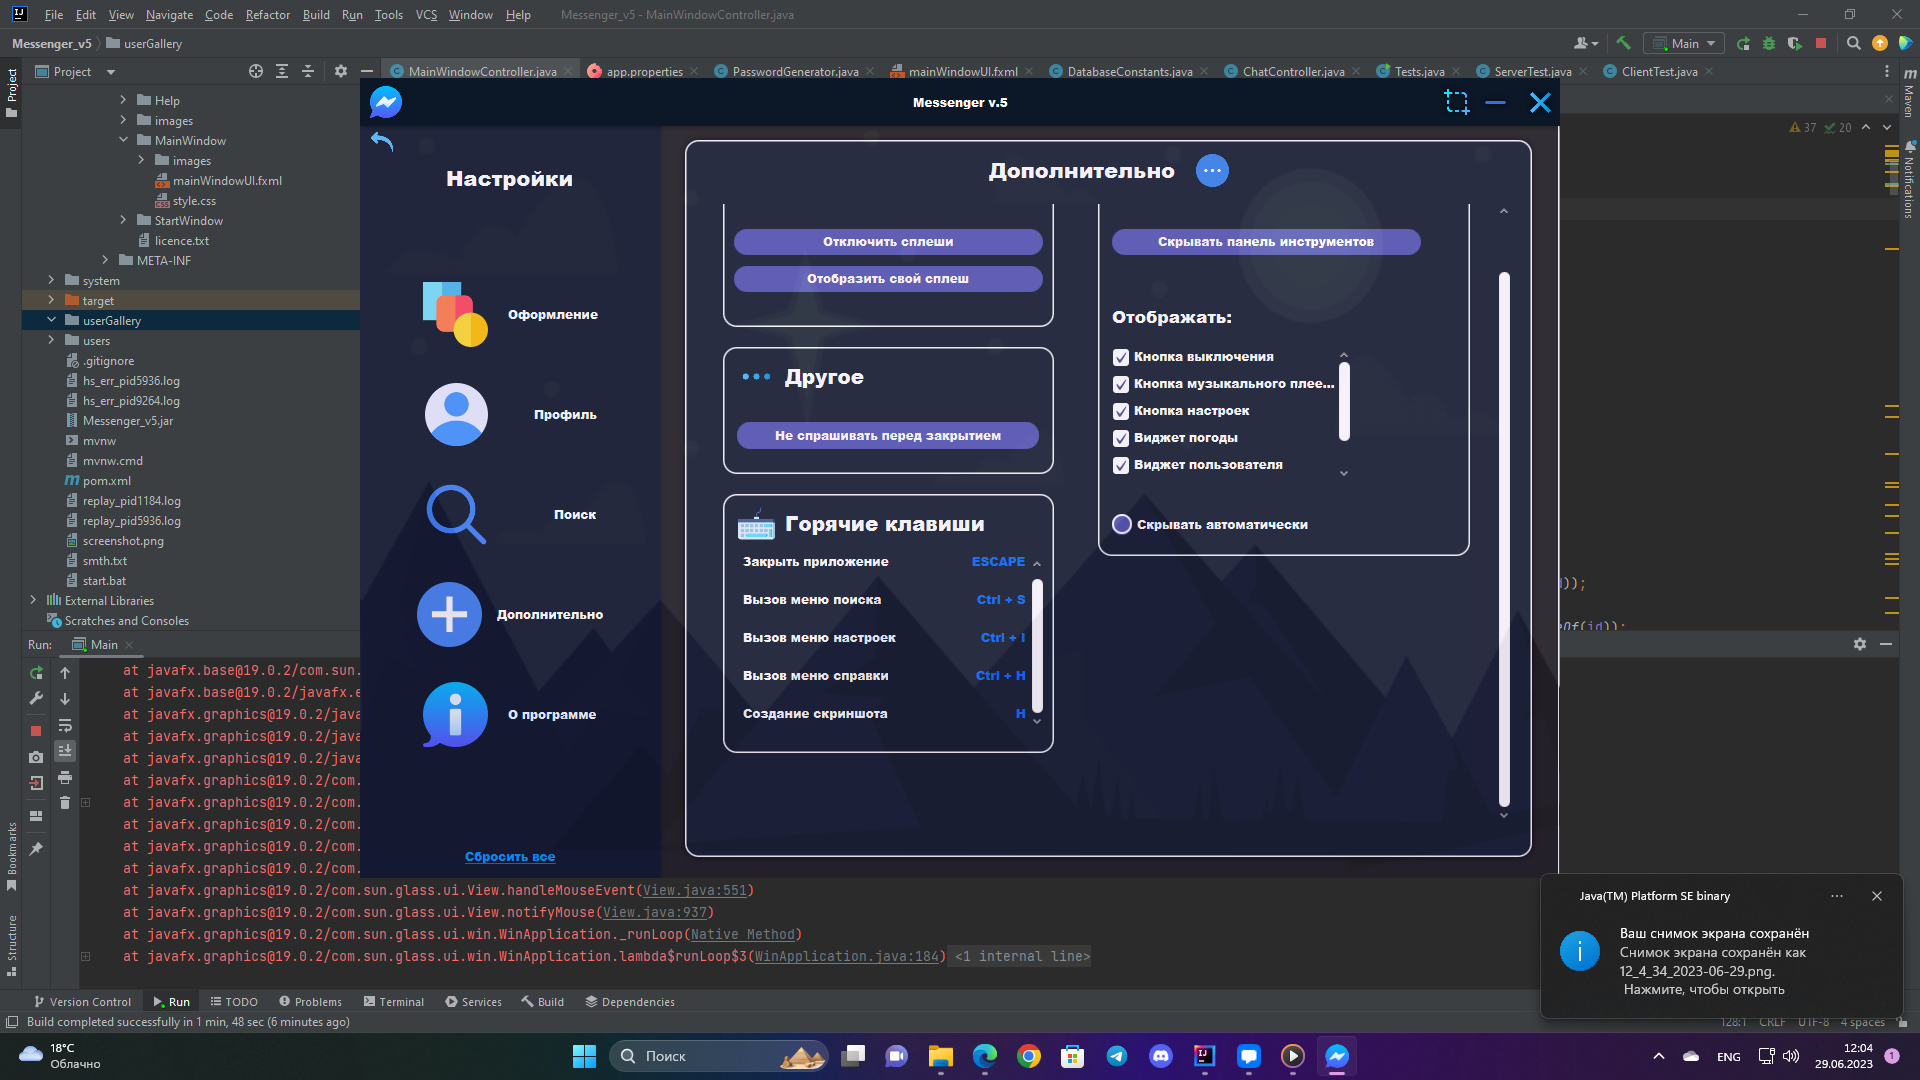 File Edit View Navigate Code Refactor Build Run Tools VCS Window Help Messenger_v5 - MainWindowController.java
Messenger_v5 userGallery Main
Project MainWindowController.java app.properties PasswordGenerator.java mainWindowUI.fxml DatabaseConstants.java ChatController.java Tests.java ServerTest.java ClientTest.java
Project
Maven
Notifications
Bookmarks
Structure
37 20
Help
images
MainWindow
images
mainWindowUI.fxml
style.css
StartWindow
licence.txt
META-INF
system
target
userGallery
users
.gitignore
hs_err_pid5936.log
hs_err_pid9264.log
Messenger_v5.jar
mvnw
mvnw.cmd
pom.xml
replay_pid1184.log
replay_pid5936.log
screenshot.png
smth.txt
start.bat
External Libraries
Scratches and Consoles
Messenger v.5
Настройки
Оформление
Профиль
Поиск
Дополнительно
О программе
Сбросить все
Дополнительно
Отключить сплеши
Отобразить свой сплеш
Другое
Не спрашивать перед закрытием
Горячие клавиши
Закрыть приложение ESCAPE
Вызов меню поиска Ctrl + S
Вызов меню настроек Ctrl + I
Вызов меню справки Ctrl + H
Создание скриншота H
Скрывать панель инструментов
Отображать:
Кнопка выключения
Кнопка музыкального плее...
Кнопка настроек
Виджет погоды
Виджет пользователя
Скрывать автоматически
));
Of(id));
Run: Main
at javafx.base@19.0.2/com.sun.
at javafx.base@19.0.2/javafx.e
at javafx.graphics@19.0.2/java
at javafx.graphics@19.0.2/java
at javafx.graphics@19.0.2/java
at javafx.graphics@19.0.2/com.
at javafx.graphics@19.0.2/com.
at javafx.graphics@19.0.2/com.
at javafx.graphics@19.0.2/com.
at javafx.graphics@19.0.2/com.
at javafx.graphics@19.0.2/com.sun.glass.ui.View.handleMouseEvent(View.java:551)
at javafx.graphics@19.0.2/com.sun.glass.ui.View.notifyMouse(View.java:937)
at javafx.graphics@19.0.2/com.sun.glass.ui.win.WinApplication._runLoop(Native Method)
at javafx.graphics@19.0.2/com.sun.glass.ui.win.WinApplication.lambda$runLoop$3(WinApplication.java:184) <1 internal line>
Java(TM) Platform SE binary
Ваш снимок экрана сохранён
Снимок экрана сохранён как
12_4_34_2023-06-29.png.
Нажмите, чтобы открыть
Version Control Run TODO Problems Terminal Services Build Dependencies
Build completed successfully in 1 min, 48 sec (6 minutes ago) 128:1 CRLF UTF-8 4 spaces
18°C
Облачно
Поиск
ENG
12:04
29.06.2023
1